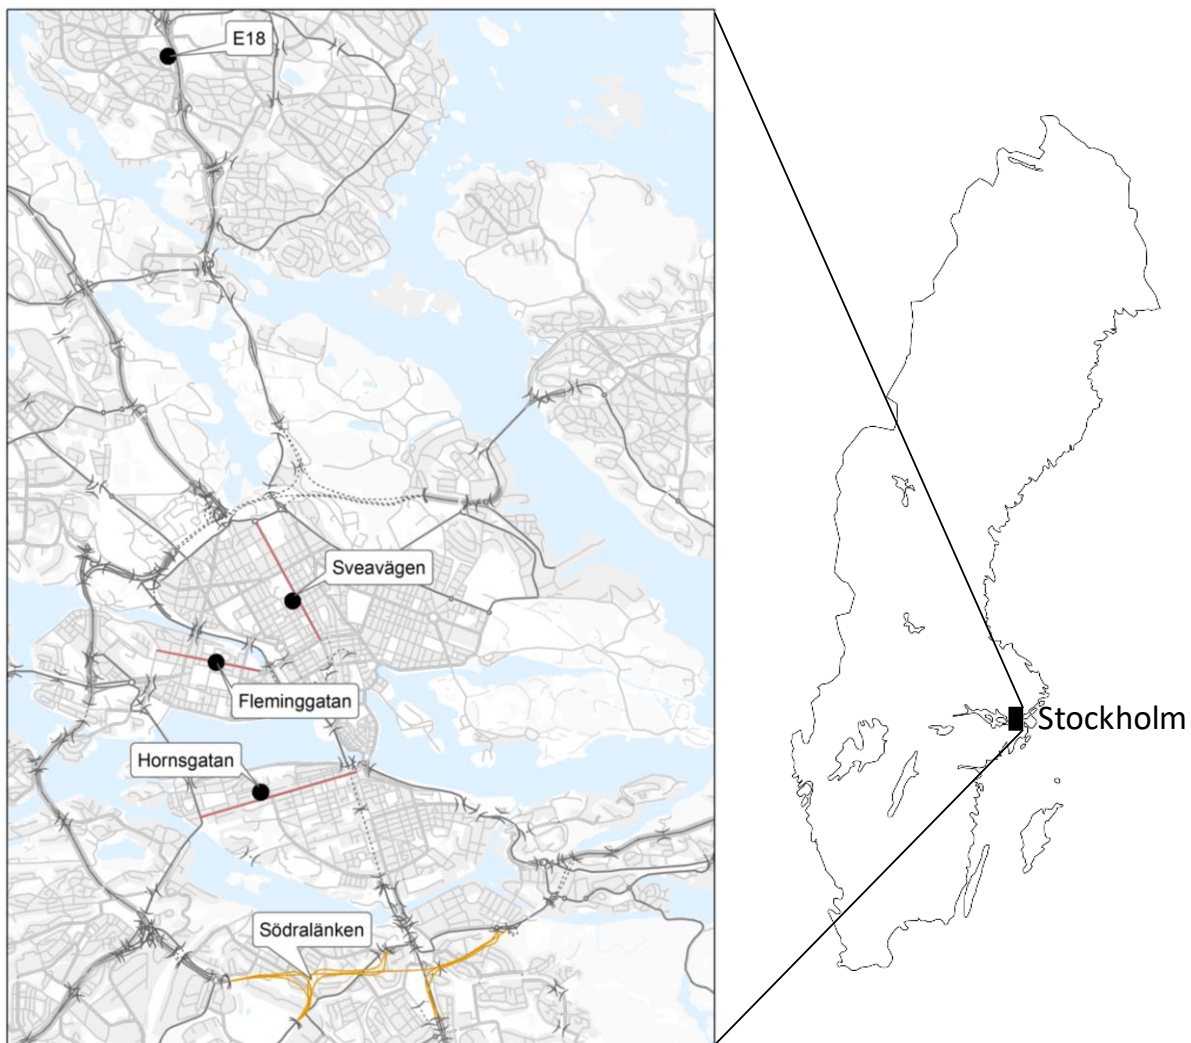 E18
Sveavägen
Fleminggatan
Stockholm
Hornsgatan
Södralänken